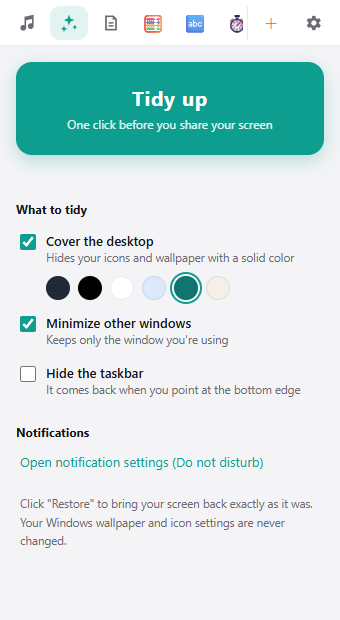 abc
Tidy up
One click before you share your screen
What to tidy
Cover the desktop
Hides your icons and wallpaper with a solid color
Minimize other windows
Keeps only the window you're using
Hide the taskbar
It comes back when you point at the bottom edge
Notifications
Open notification settings (Do not disturb)
Click "Restore" to bring your screen back exactly as it was.
Your Windows wallpaper and icon settings are never
changed.